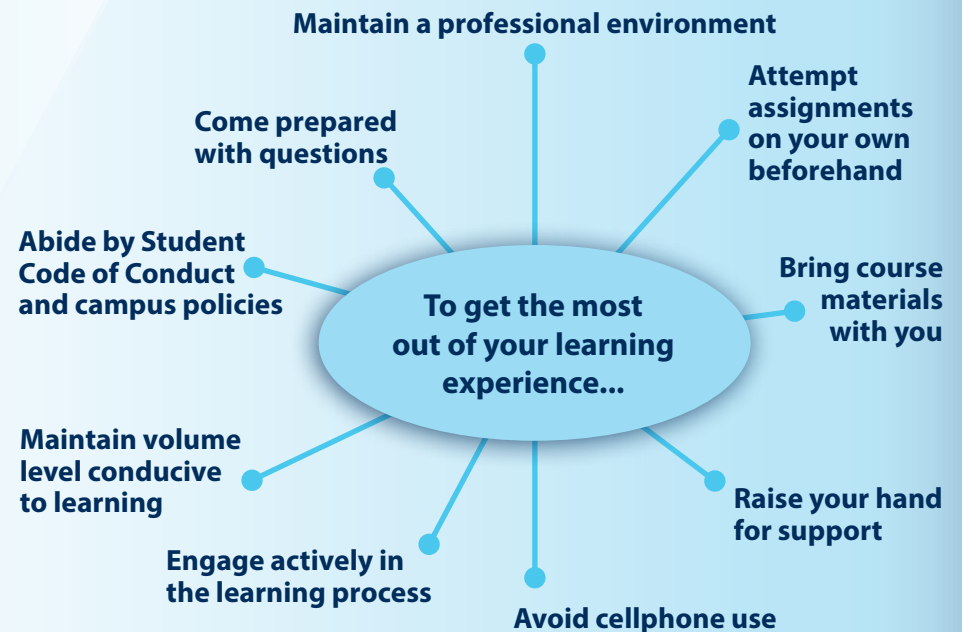 Maintain a professional environment
Attempt
assignments
on your own
beforehand
Come prepared
with questions
Abide by Student
Code of Conduct
and campus policies
Bring course
materials
with you
To get the most
out of your learning
experience...
Maintain volume
level conducive
to learning
Raise your hand
for support
Engage actively in
the learning process
Avoid cellphone use